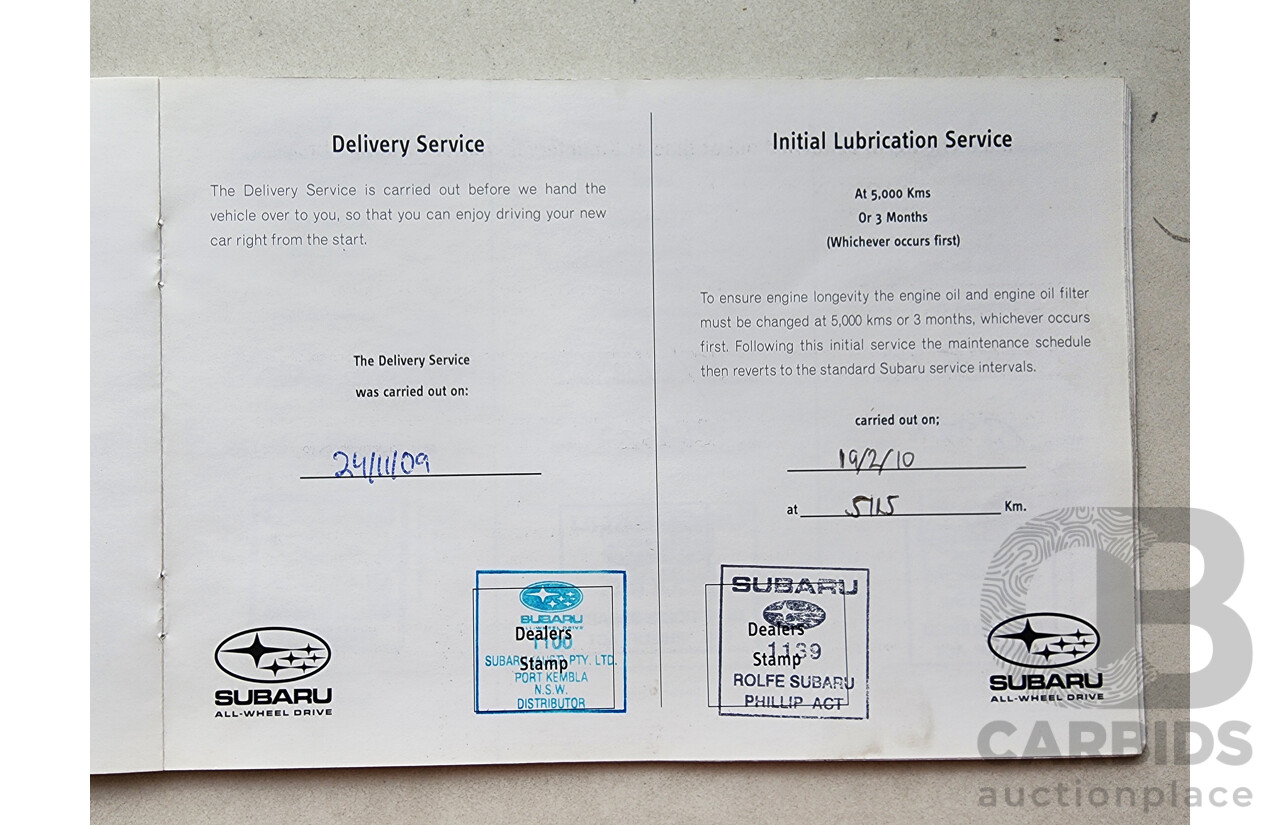 Delivery Service
The Delivery Service is carried out before we hand the
vehicle over to you, so that you can enjoy driving your new
car right from the start.
The Delivery Service
was carried out on:
24/11/09
SUBARU
ALL-WHEEL DRIVE
1100
Dealers
Stamp
SUBARU (AUST) PTY. LTD.
PORT KEMBLA
N.S.W.
DISTRIBUTOR
SUBARU
ALL-WHEEL DRIVE
Initial Lubrication Service
At 5,000 Kms
Or 3 Months
(Whichever occurs first)
To ensure engine longevity the engine oil and engine oil filter
must be changed at 5,000 kms or 3 months, whichever occurs
first. Following this initial service the maintenance schedule
then reverts to the standard Subaru service intervals.
carried out on;
19/2/10
at 5115 Km.
SUBARU
Dealers
1139
Stamp
ROLFE SUBARU
PHILLIP ACT
SUBARU
ALL-WHEEL DRIVE
CARBIDS
auctionplace